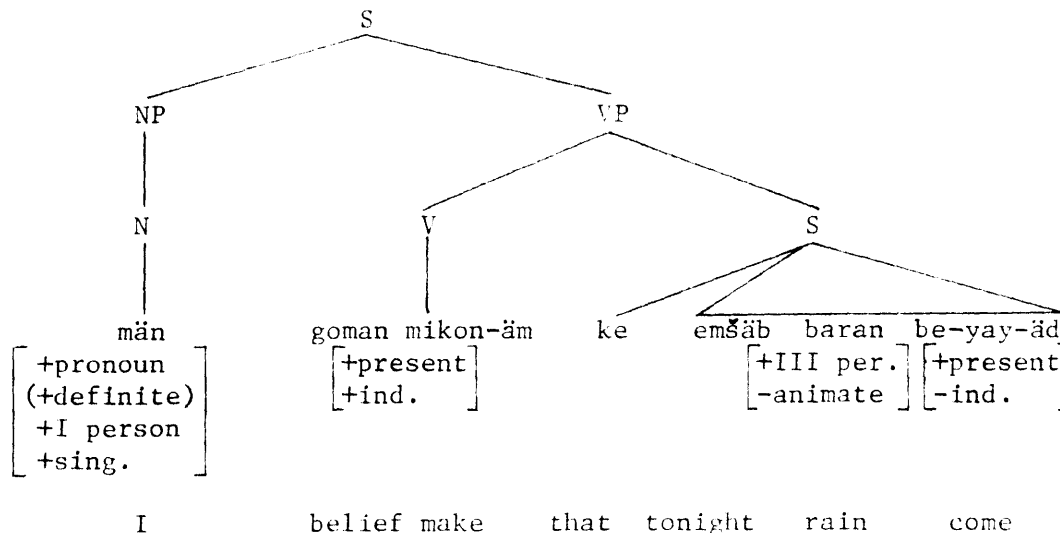 S
NP VP
N V S
män goman mikon-äm ke emšäb baran be-yay-äd
+pronoun +present +III per. +present
(+definite) +ind. -animate -ind.
+I person
+sing.
I belief make that tonight rain come